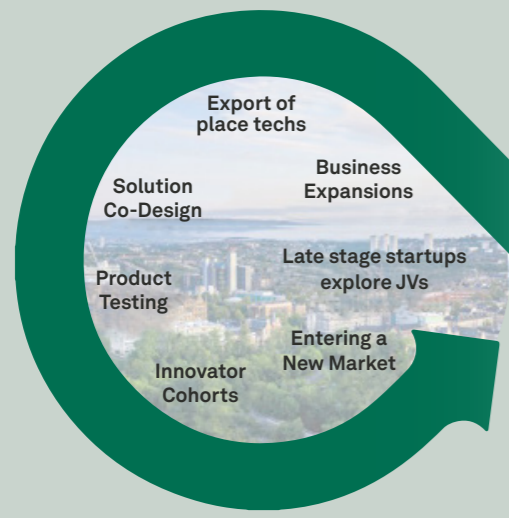 Export of
place techs
Business
Expansions
Solution
Co-Design
Late stage startups
explore JVs
Product
Testing
Entering a
New Market
Innovator
Cohorts